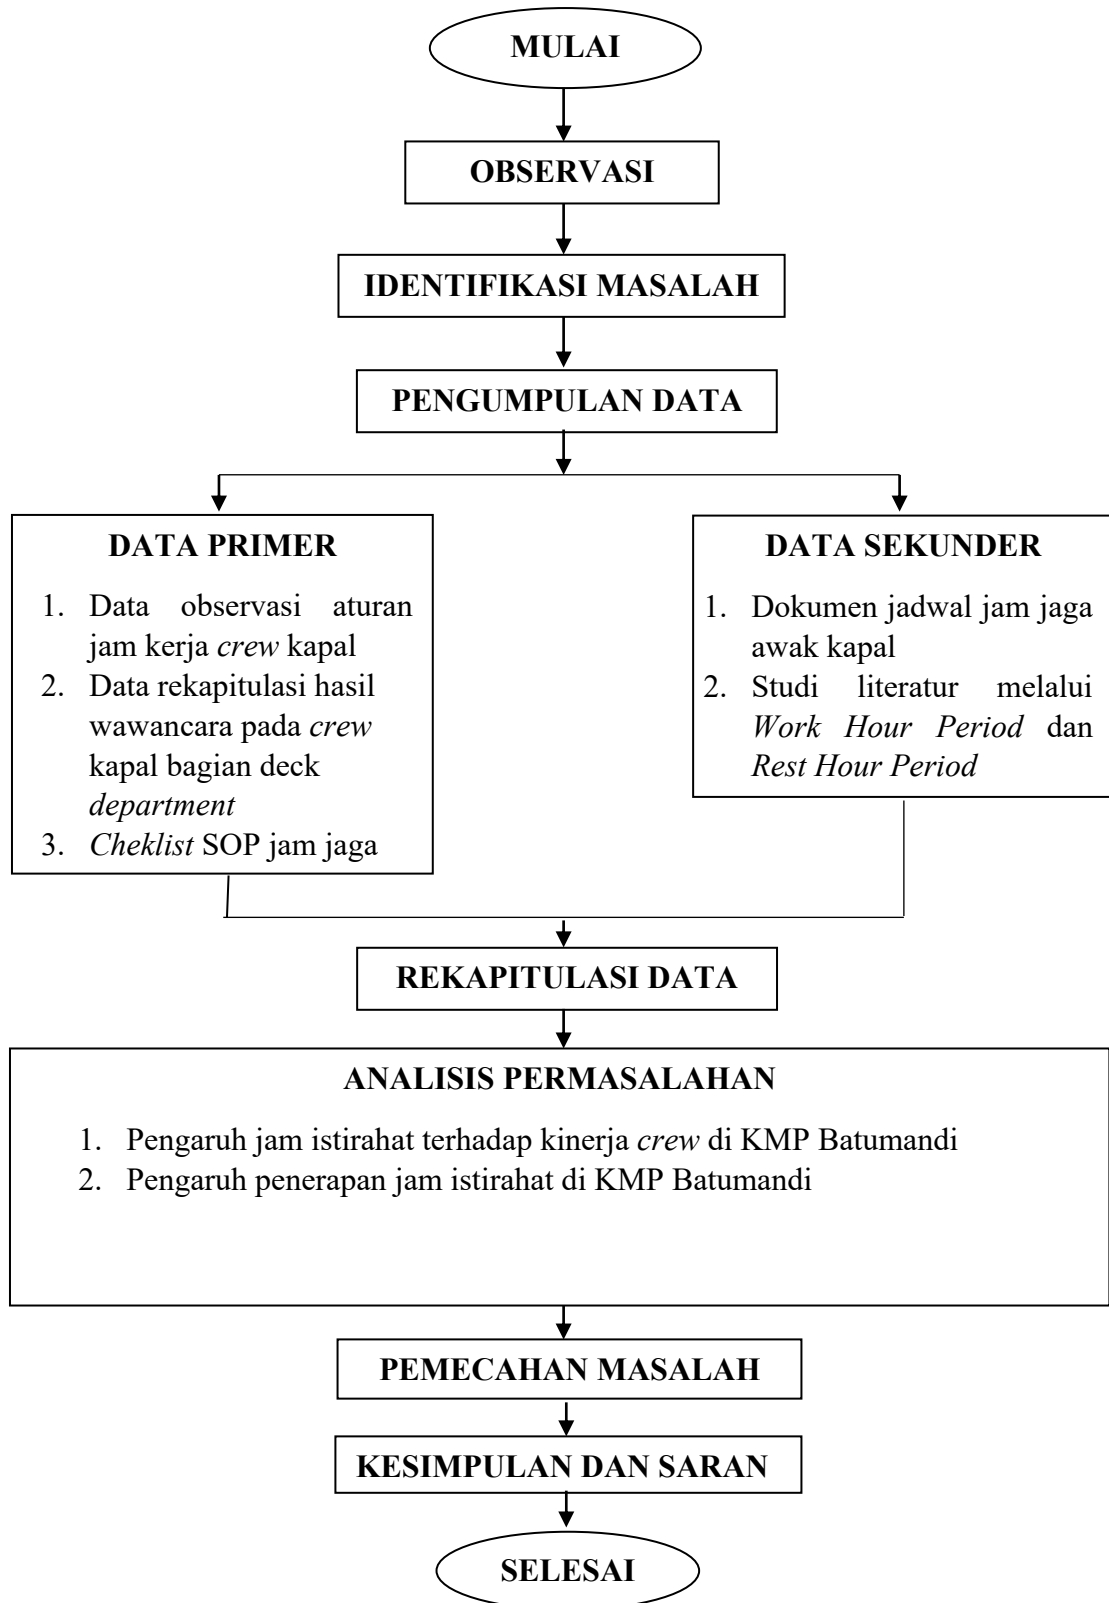 MULAI
OBSERVASI
IDENTIFIKASI MASALAH
PENGUMPULAN DATA
DATA PRIMER
1. Data observasi aturan
jam kerja crew kapal
2. Data rekapitulasi hasil
wawancara pada crew
kapal bagian deck
department
3. Cheklist SOP jam jaga
DATA SEKUNDER
1. Dokumen jadwal jam jaga
awak kapal
2. Studi literatur melalui
Work Hour Period dan
Rest Hour Period
REKAPITULASI DATA
ANALISIS PERMASALAHAN
1. Pengaruh jam istirahat terhadap kinerja crew di KMP Batumandi
2. Pengaruh penerapan jam istirahat di KMP Batumandi
PEMECAHAN MASALAH
KESIMPULAN DAN SARAN
SELESAI